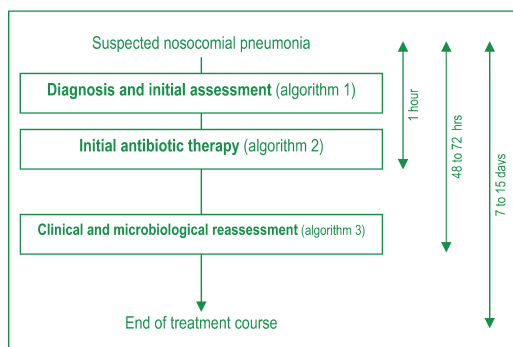 Suspected nosocomial pneumonia
Diagnosis and initial assessment (algorithm 1)
Initial antibiotic therapy (algorithm 2)
Clinical and microbiological reassessment (algorithm 3)
End of treatment course
1 hour
48 to 72 hrs
7 to 15 days